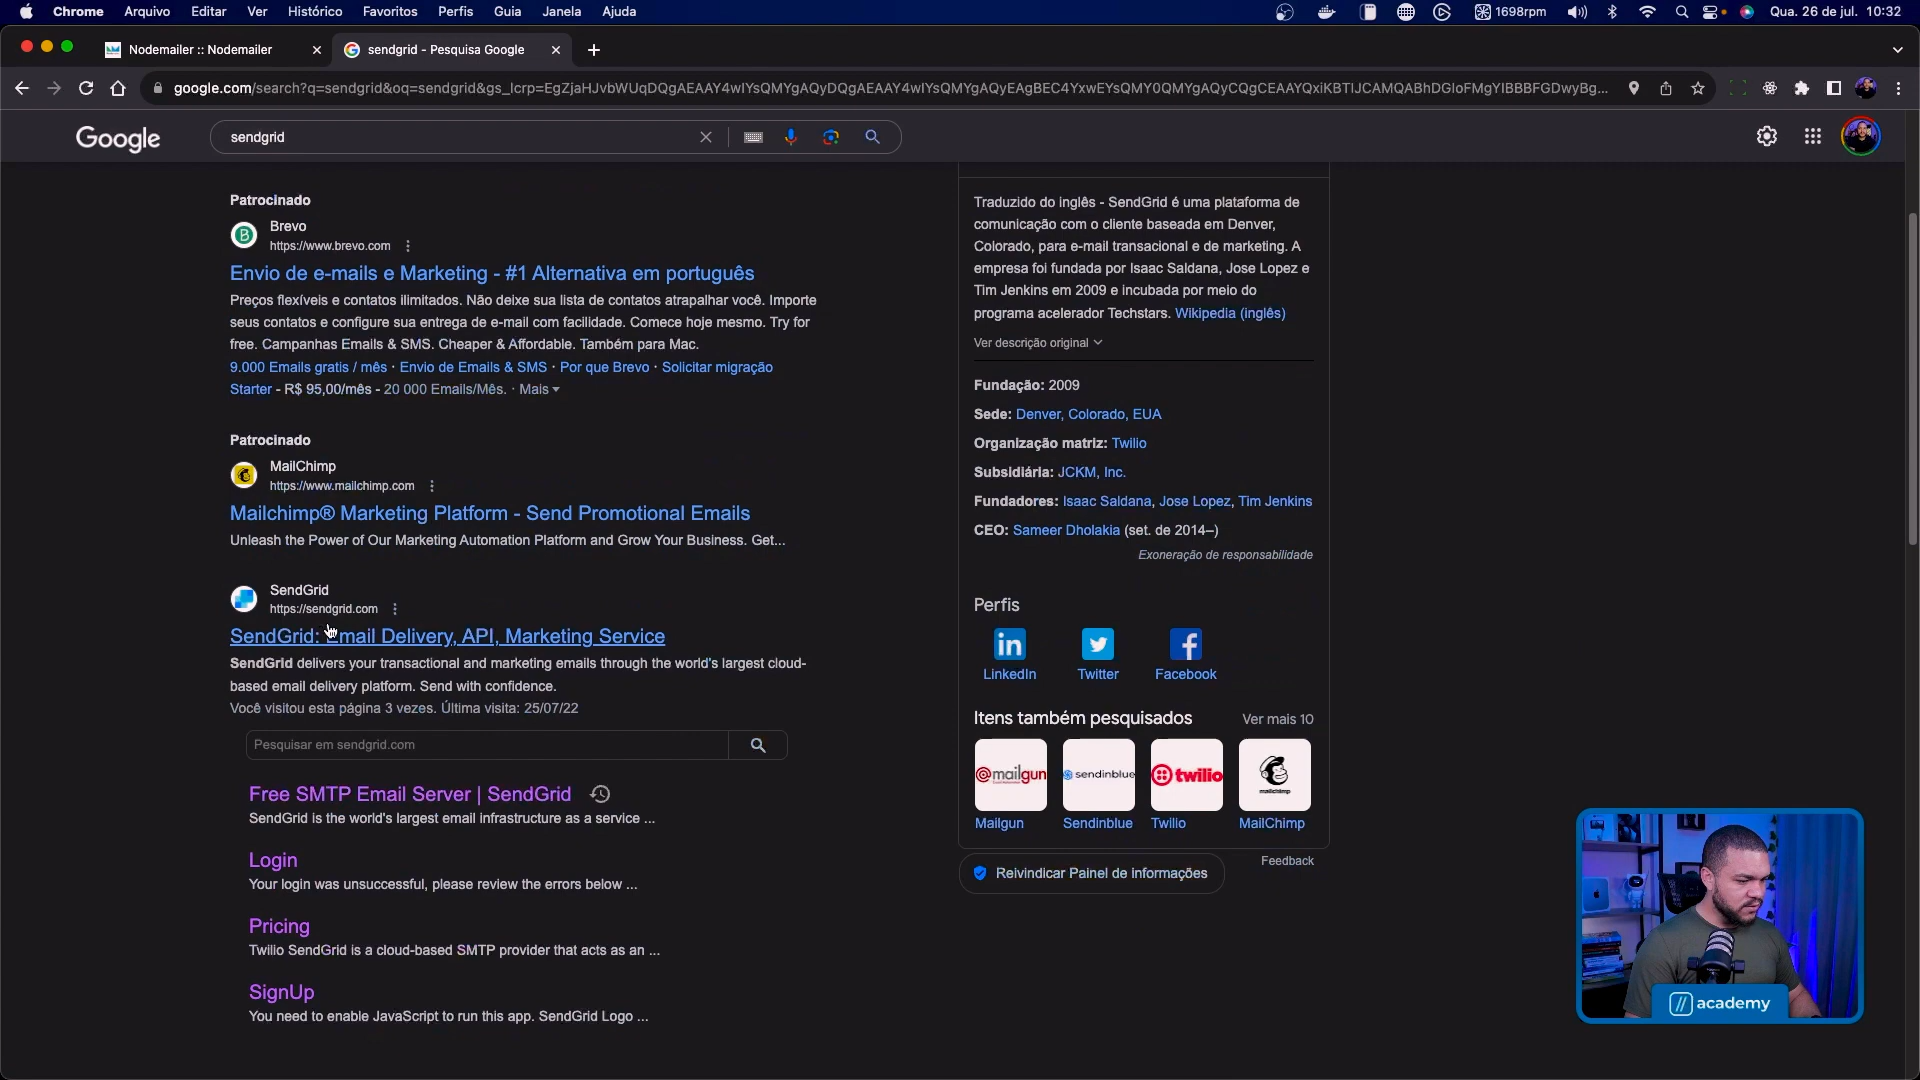 Chrome Arquivo Editar Ver Histórico Favoritos Perfis Guia Janela Ajuda
1698rpm
Qua. 26 de jul. 10:32
Nodemailer :: Nodemailer
sendgrid - Pesquisa Google
google.com/search?q=sendgrid&oq=sendgrid&gs_lcrp=
Google
sendgrid
Patrocinado
Brevo
https://www.brevo.com
Envio de e-mails e Marketing - #1 Alternativa em português
Preços flexíveis e contatos ilimitados. Não deixe sua lista de contatos atrapalhar você. Importe
seus contatos e configure sua entrega de e-mail com facilidade. Comece hoje mesmo. Try for
free. Campanhas Emails & SMS. Cheaper & Affordable. Também para Mac.
9.000 Emails gratis / mês · Envio de Emails & SMS · Por que Brevo · Solicitar migração
Starter - R$ 95,00/mês - 20 000 Emails/Mês. · Mais
Patrocinado
MailChimp
https://www.mailchimp.com
Mailchimp® Marketing Platform - Send Promotional Emails
Unleash the Power of Our Marketing Automation Platform and Grow Your Business. Get...
SendGrid
https://sendgrid.com
SendGrid: Email Delivery, API, Marketing Service
SendGrid delivers your transactional and marketing emails through the world's largest cloud-
based email delivery platform. Send with confidence.
Você visitou esta página 3 vezes. Última visita: 25/07/22
Pesquisar em sendgrid.com
Free SMTP Email Server | SendGrid
SendGrid is the world's largest email infrastructure as a service ...
Login
Your login was unsuccessful, please review the errors below ...
Pricing
Twilio SendGrid is a cloud-based SMTP provider that acts as an ...
SignUp
You need to enable JavaScript to run this app. SendGrid Logo ...
Traduzido do inglês - SendGrid é uma plataforma de
comunicação com o cliente baseada em Denver,
Colorado, para e-mail transacional e de marketing. A
empresa foi fundada por Isaac Saldana, Jose Lopez e
Tim Jenkins em 2009 e incubada por meio do
programa acelerador Techstars. Wikipedia (inglês)
Ver descrição original
Fundação: 2009
Sede: Denver, Colorado, EUA
Organização matriz: Twilio
Subsidiária: JCKM, Inc.
Fundadores: Isaac Saldana, Jose Lopez, Tim Jenkins
CEO: Sameer Dholakia (set. de 2014–)
Exoneração de responsabilidade
Perfis
LinkedIn Twitter Facebook
Itens também pesquisados Ver mais 10
mailgun sendinblue twilio mailchimp
Mailgun Sendinblue Twilio MailChimp
Feedback
Reivindicar Painel de informações
// academy